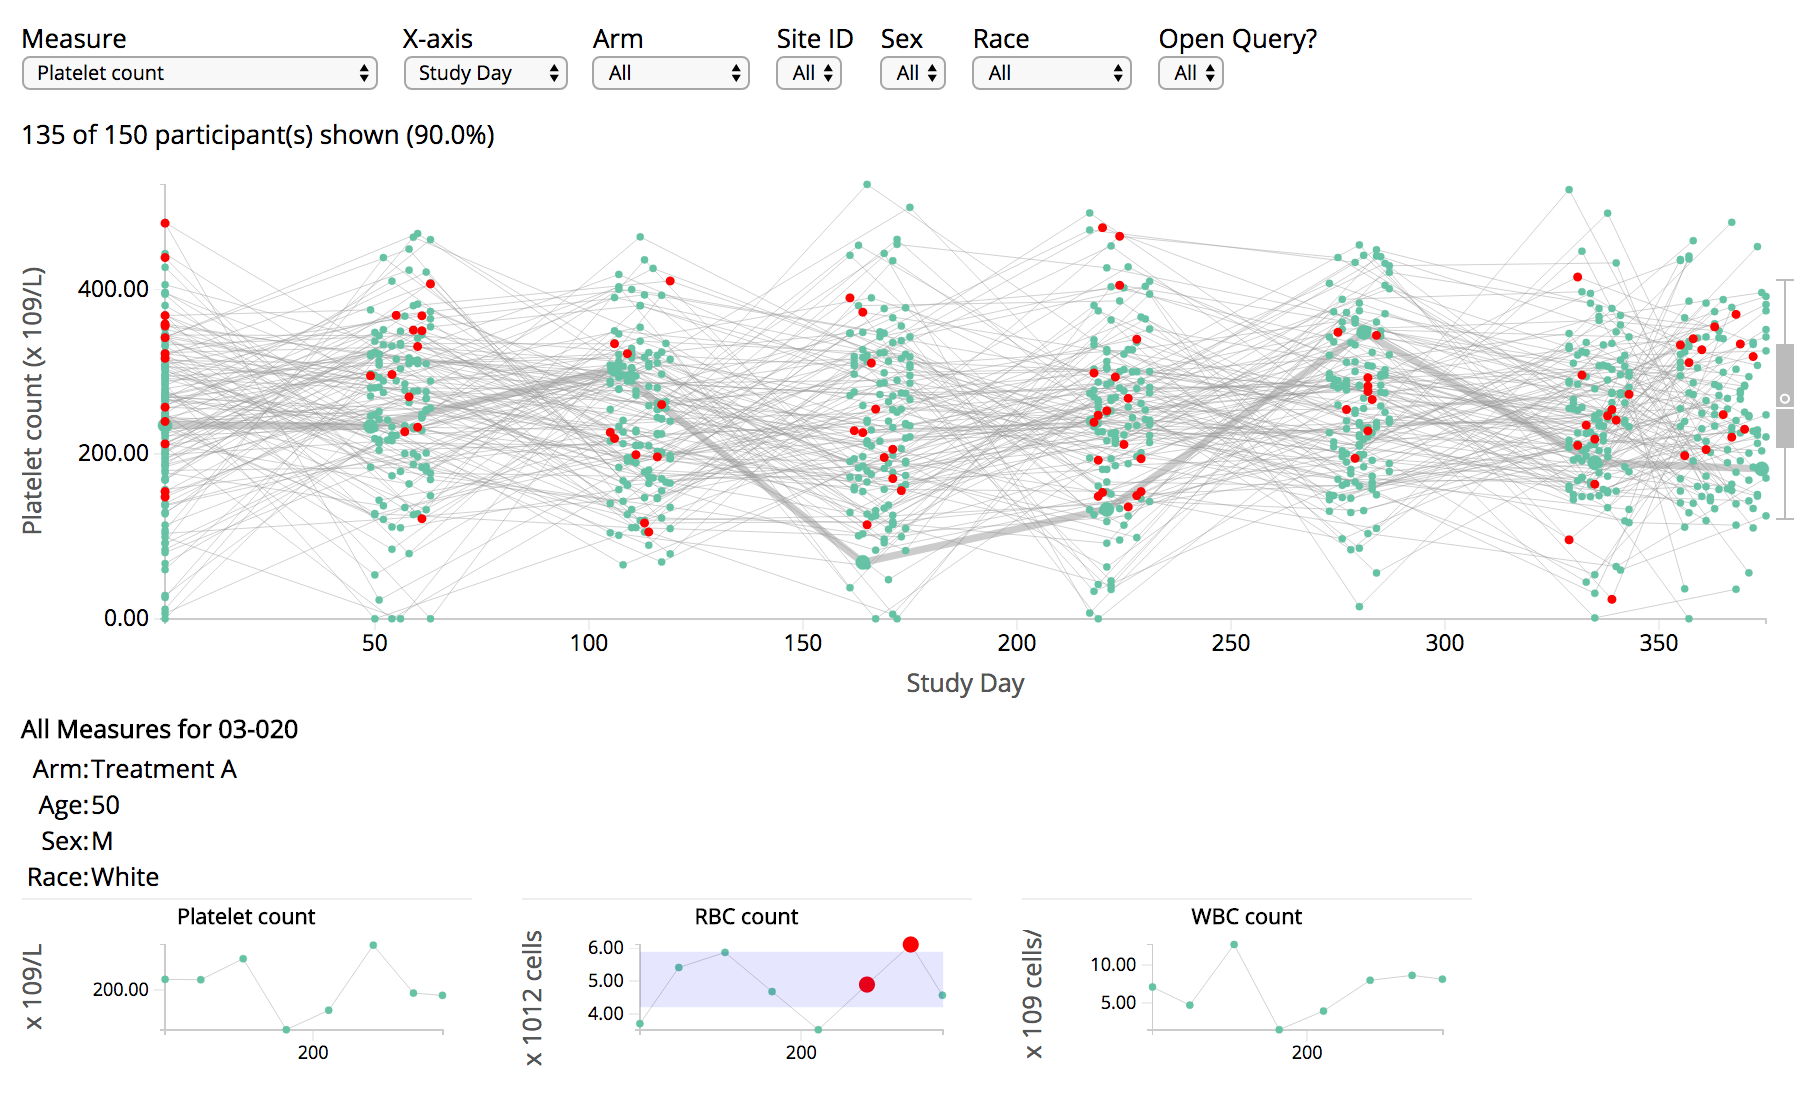 Measure X-axis Arm Site ID Sex Race Open Query?
Platelet count Study Day All All All All All
135 of 150 participant(s) shown (90.0%)
Platelet count (x 109/L)
400.00
200.00
0.00
50 100 150 200 250 300 350
Study Day
All Measures for 03-020
Arm: Treatment A
Age: 50
Sex: M
Race: White
Platelet count
x 109/L
200.00
200
RBC count
x 1012 cells
6.00
5.00
4.00
200
WBC count
x 109 cells/
10.00
5.00
200